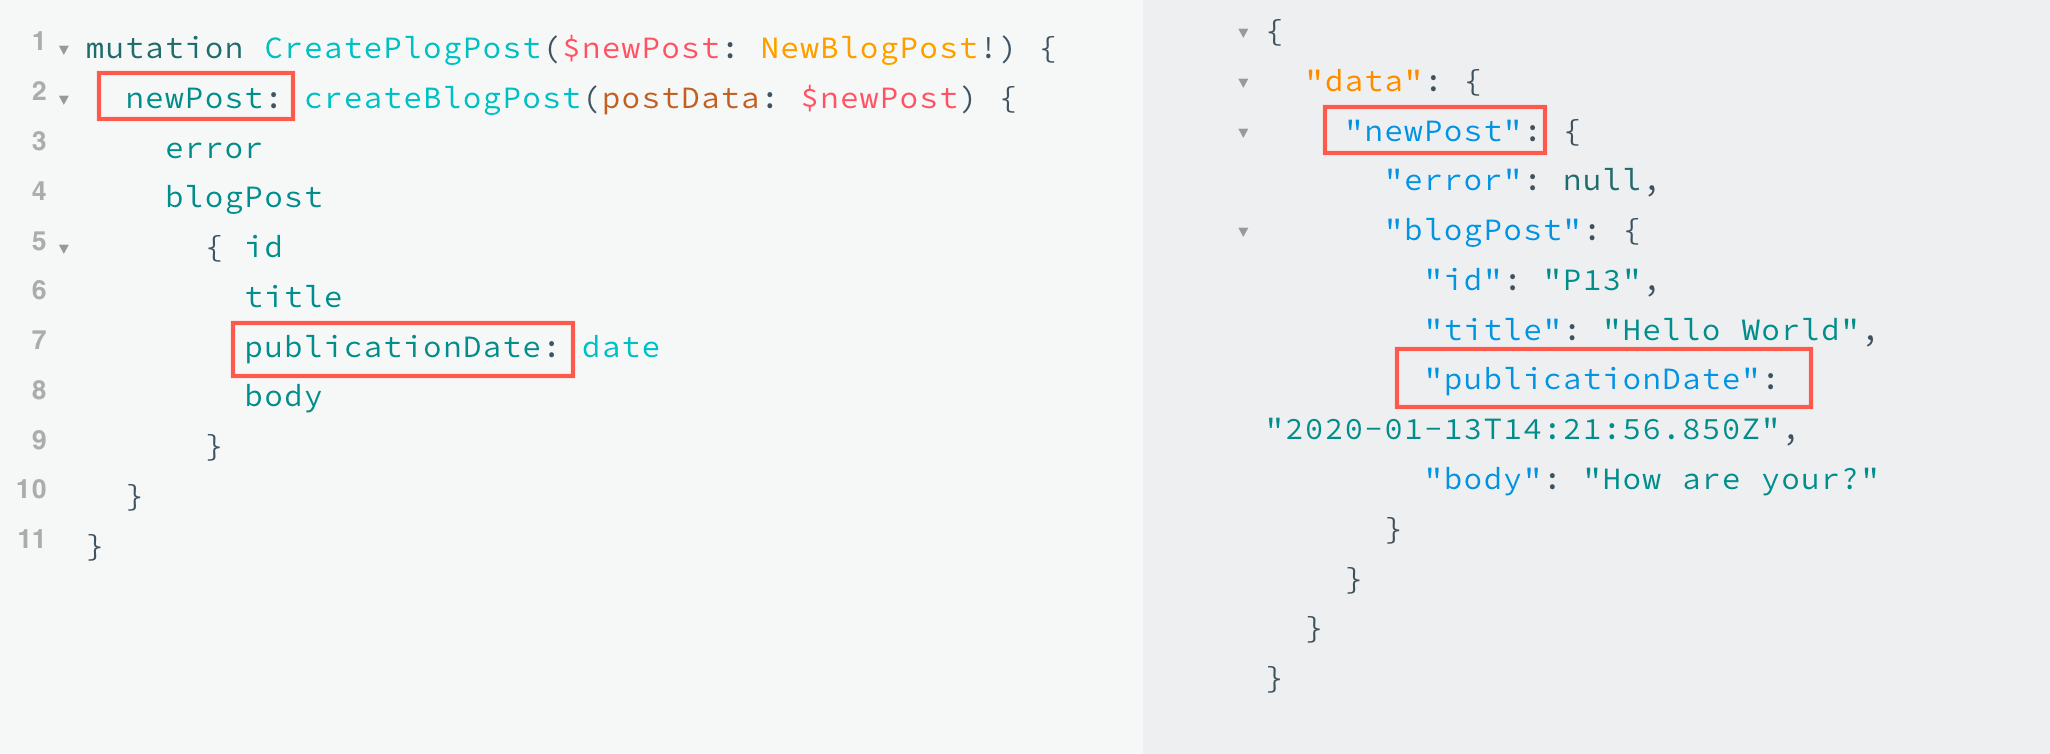 1 mutation CreatePlogPost($newPost: NewBlogPost!) {
2 newPost: createBlogPost(postData: $newPost) {
3 error
4 blogPost
5 { id
6 title
7 publicationDate: date
8 body
9 }
10 }
11 }
{
"data": {
"newPost": {
"error": null,
"blogPost": {
"id": "P13",
"title": "Hello World",
"publicationDate":
"2020-01-13T14:21:56.850Z",
"body": "How are your?"
}
}
}
}